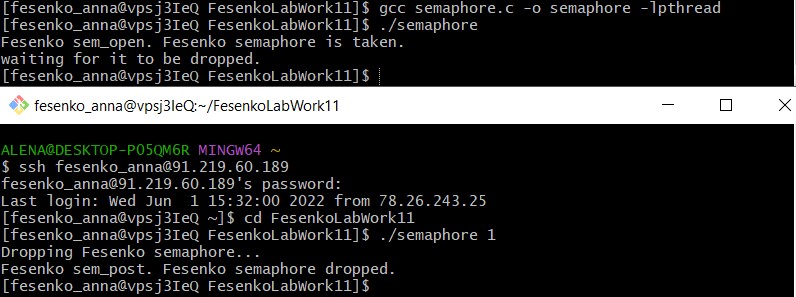 [fesenko_anna@vpsj3IeQ FesenkoLabWork11]$ gcc semaphore.c -o semaphore -lpthread
[fesenko_anna@vpsj3IeQ FesenkoLabWork11]$ ./semaphore
Fesenko sem_open. Fesenko semaphore is taken.
waiting for it to be dropped.
[fesenko_anna@vpsj3IeQ FesenkoLabWork11]$
fesenko_anna@vpsj3IeQ:~/FesenkoLabWork11
ALENA@DESKTOP-P05QM6R MINGW64 ~
$ ssh fesenko_anna@91.219.60.189
fesenko_anna@91.219.60.189's password:
Last login: Wed Jun  1 15:32:00 2022 from 78.26.243.25
[fesenko_anna@vpsj3IeQ ~]$ cd FesenkoLabWork11
[fesenko_anna@vpsj3IeQ FesenkoLabWork11]$ ./semaphore 1
Dropping Fesenko semaphore...
Fesenko sem_post. Fesenko semaphore dropped.
[fesenko_anna@vpsj3IeQ FesenkoLabWork11]$